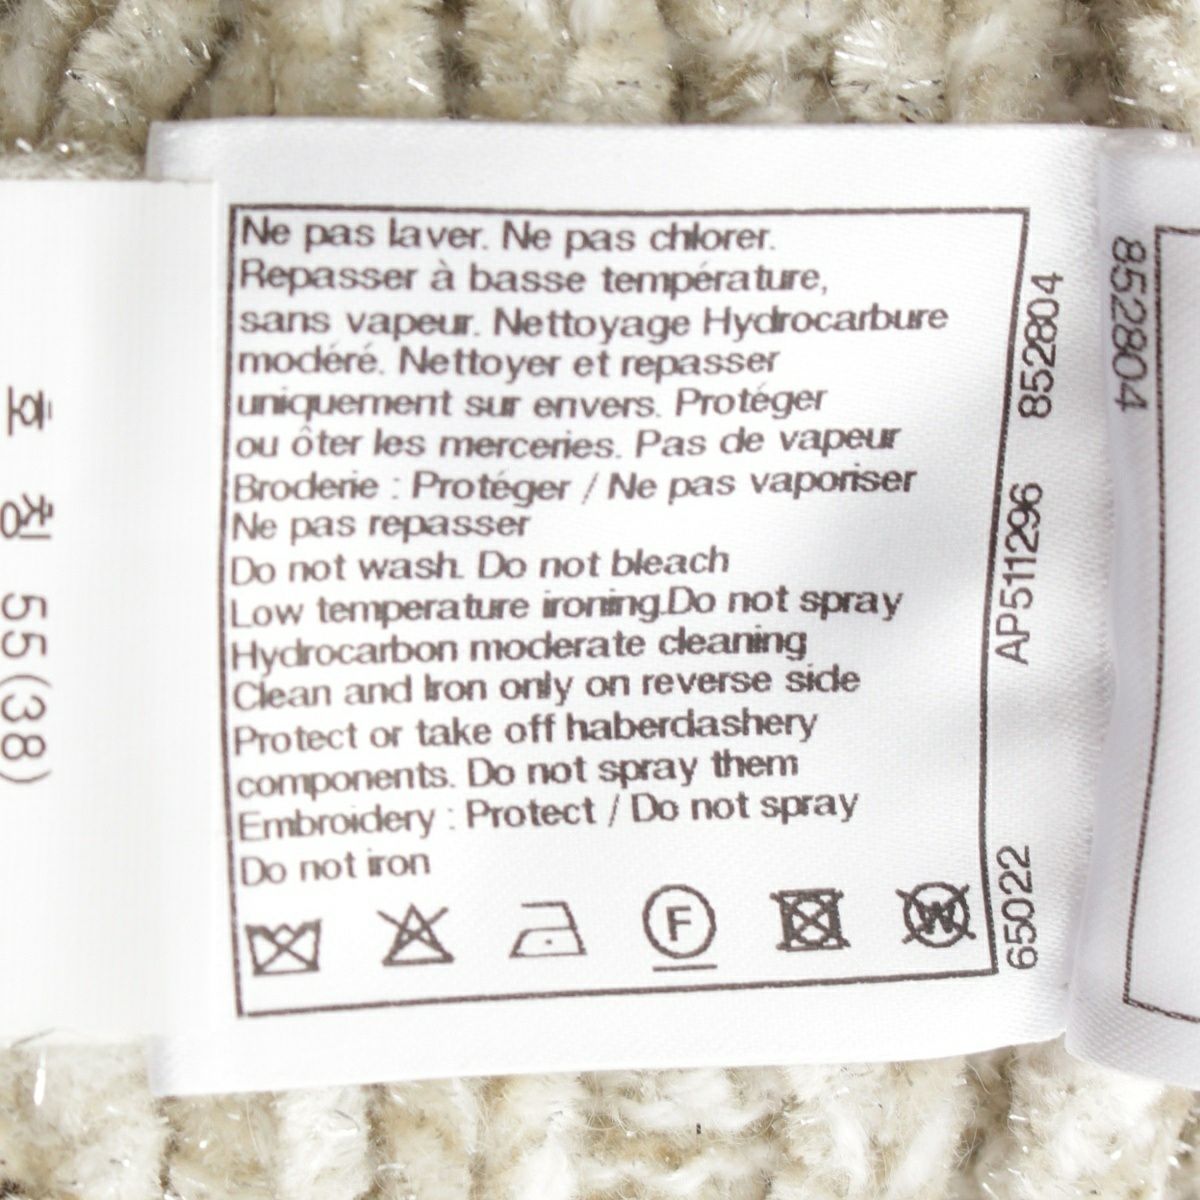 Ne pas laver. Ne pas chlorer.
Repasser à basse température,
sans vapeur. Nettoyage Hydrocarbure
modéré. Nettoyer et repasser
uniquement sur envers. Protéger
ou ôter les merceries. Pas de vapeur
Broderie : Protéger / Ne pas vaporiser
Ne pas repasser
Do not wash. Do not bleach
Low temperature ironing.Do not spray
Hydrocarbon moderate cleaning
Clean and Iron only on reverse side
Protect or take off haberdashery
components. Do not spray them
Embroidery : Protect / Do not spray
Do not iron
F
W
65022 AP511296 852804
852804
호 칭 55 (38)